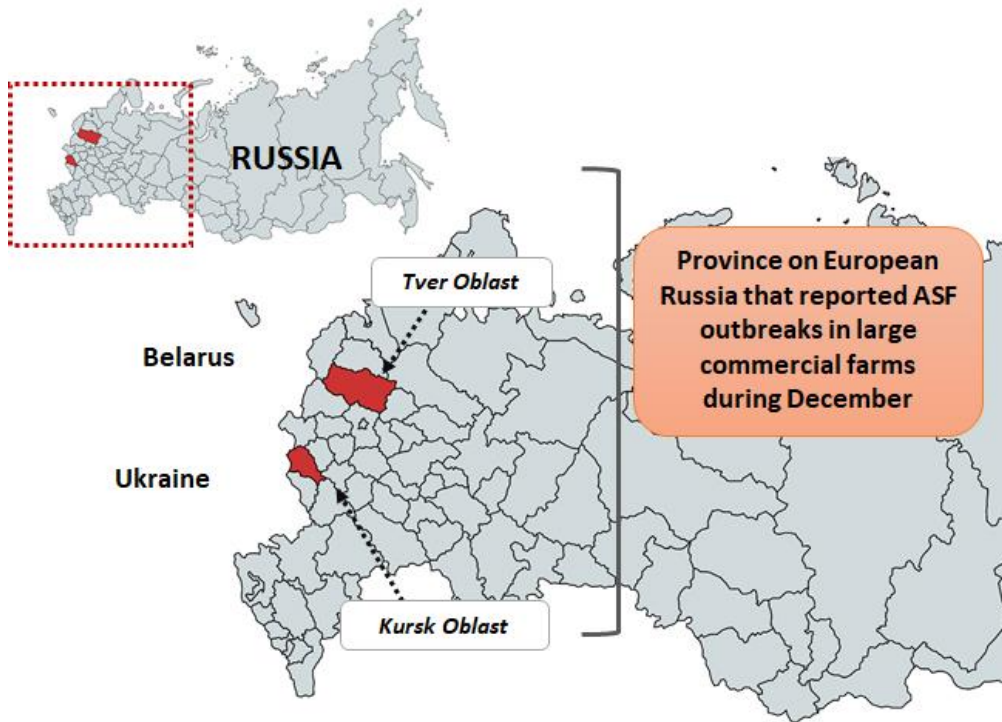 RUSSIA
Tver Oblast
Province on European
Russia that reported ASF
outbreaks in large
commercial farms
during December
Belarus
Ukraine
Kursk Oblast